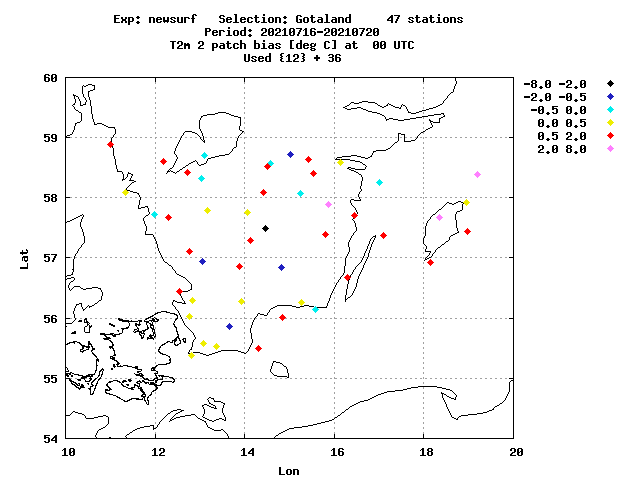 Exp: newsurf   Selection: Gotaland     47 stations
Period: 20210716-20210720
T2m 2 patch bias [deg C] at  00 UTC
Used {12} + 36
-8.0 -2.0
-2.0 -0.5
-0.5 0.0
0.0 0.5
0.5 2.0
2.0 8.0
60
59
58
57
56
55
54
Lat
10 12 14 16 18 20
Lon